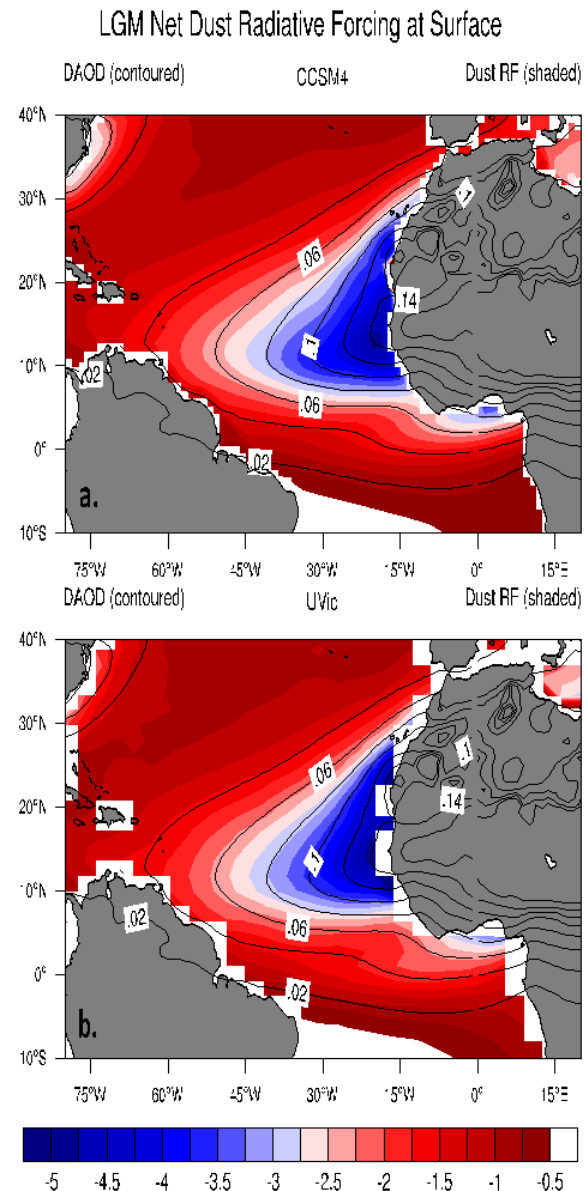 LGM Net Dust Radiative Forcing at Surface
DAOD (contoured) CCSM4 Dust RF (shaded)
40°N
30°N
20°N
10°N
0°
10°S
.1
.06
.14
.1
.02
.06
.02
a.
75°W 60°W 45°W 30°W 15°W 0° 15°E
DAOD (contoured) UVic Dust RF (shaded)
40°N
30°N
20°N
10°N
0°
10°S
.1
.06
.14
.1
.02
.06
.02
b.
75°W 60°W 45°W 30°W 15°W 0° 15°E
-5 -4.5 -4 -3.5 -3 -2.5 -2 -1.5 -1 -0.5